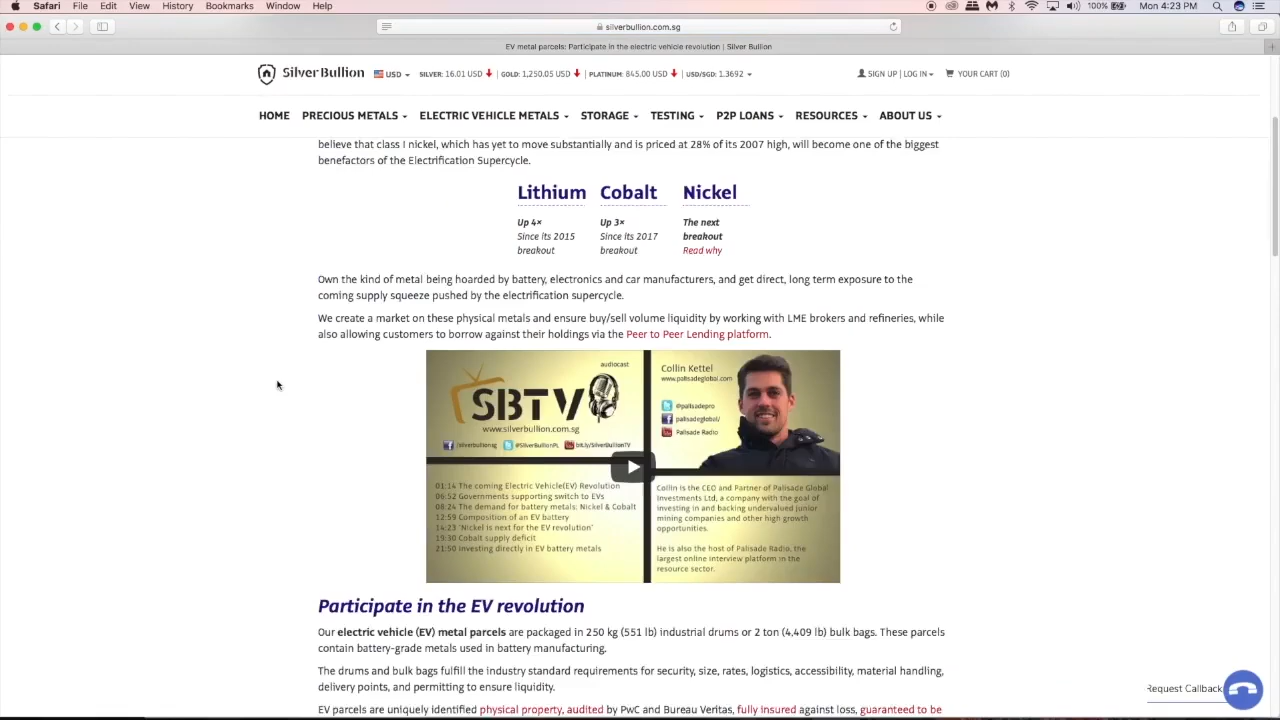 Safari File Edit View History Bookmarks Window Help 100% Mon 4:23 PM
silverbullion.com.sg
EV metal parcels: Participate in the electric vehicle revolution | Silver Bullion
Silver Bullion USD SILVER: 16.01 USD | GOLD: 1,250.05 USD | PLATINUM: 845.00 USD | USD/SGD: 1.3692 SIGN UP | LOG IN YOUR CART (0)
HOME PRECIOUS METALS ELECTRIC VEHICLE METALS STORAGE TESTING P2P LOANS RESOURCES ABOUT US
believe that class I nickel, which has yet to move substantially and is priced at 28% of its 2007 high, will become one of the biggest
benefactors of the Electrification Supercycle.
Lithium Cobalt Nickel
Up 4× Up 3× The next
Since its 2015 Since its 2017 breakout
breakout breakout Read why
Own the kind of metal being hoarded by battery, electronics and car manufacturers, and get direct, long term exposure to the
coming supply squeeze pushed by the electrification supercycle.
We create a market on these physical metals and ensure buy/sell volume liquidity by working with LME brokers and refineries, while
also allowing customers to borrow against their holdings via the Peer to Peer Lending platform.
audiocast
SBTV
www.silverbullion.com.sg
/silverbullionsg @SilverBullionPL bit.ly/SilverBullionTV
Collin Kettel
www.palisadeglobal.com
@palisadepro
palisadeglobal/
Palisade Radio
01:14 The coming Electric Vehicle(EV) Revolution
06:52 Governments supporting switch to EVs
08:24 The demand for battery metals: Nickel & Cobalt
12:59 Composition of an EV battery
14:23 'Nickel is next for the EV revolution'
19:30 Cobalt supply deficit
21:50 Investing directly in EV battery metals
Collin is the CEO and Partner of Palisade Global
Investments Ltd, a company with the goal of
investing in and backing undervalued junior
mining companies and other high growth
opportunities.
He is also the host of Palisade Radio, the
largest online interview platform in the
resource sector.
Participate in the EV revolution
Our electric vehicle (EV) metal parcels are packaged in 250 kg (551 lb) industrial drums or 2 ton (4,409 lb) bulk bags. These parcels
contain battery-grade metals used in battery manufacturing.
The drums and bulk bags fulfill the industry standard requirements for security, size, rates, logistics, accessibility, material handling,
delivery points, and permitting to ensure liquidity.
EV parcels are uniquely identified physical property, audited by PwC and Bureau Veritas, fully insured against loss, guaranteed to be
Request Callback